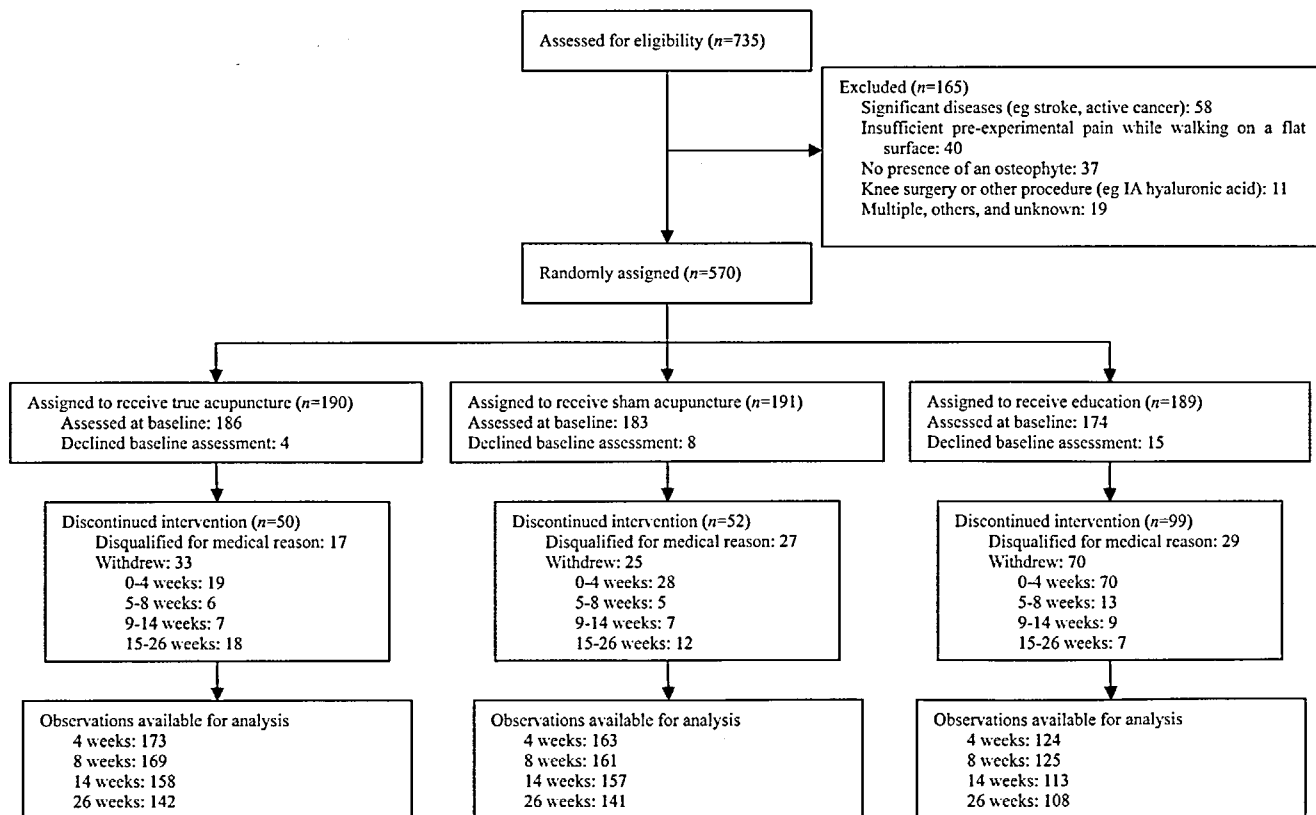 Assessed for eligibility (n=735)
Excluded (n=165)
Significant diseases (eg stroke, active cancer): 58
Insufficient pre-experimental pain while walking on a flat
surface: 40
No presence of an osteophyte: 37
Knee surgery or other procedure (eg IA hyaluronic acid): 11
Multiple, others, and unknown: 19
Randomly assigned (n=570)
Assigned to receive true acupuncture (n=190)
Assessed at baseline: 186
Declined baseline assessment: 4
Assigned to receive sham acupuncture (n=191)
Assessed at baseline: 183
Declined baseline assessment: 8
Assigned to receive education (n=189)
Assessed at baseline: 174
Declined baseline assessment: 15
Discontinued intervention (n=50)
Disqualified for medical reason: 17
Withdrew: 33
0-4 weeks: 19
5-8 weeks: 6
9-14 weeks: 7
15-26 weeks: 18
Discontinued intervention (n=52)
Disqualified for medical reason: 27
Withdrew: 25
0-4 weeks: 28
5-8 weeks: 5
9-14 weeks: 7
15-26 weeks: 12
Discontinued intervention (n=99)
Disqualified for medical reason: 29
Withdrew: 70
0-4 weeks: 70
5-8 weeks: 13
9-14 weeks: 9
15-26 weeks: 7
Observations available for analysis
4 weeks: 173
8 weeks: 169
14 weeks: 158
26 weeks: 142
Observations available for analysis
4 weeks: 163
8 weeks: 161
14 weeks: 157
26 weeks: 141
Observations available for analysis
4 weeks: 124
8 weeks: 125
14 weeks: 113
26 weeks: 108